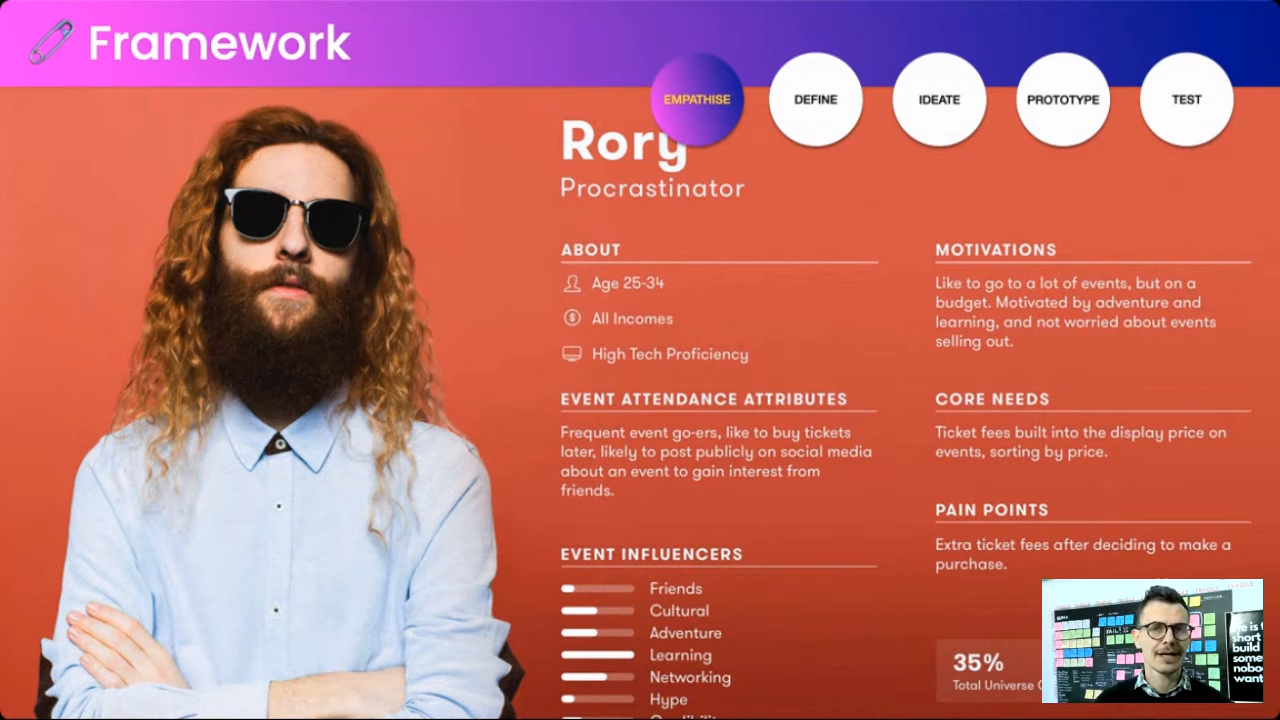 Framework
EMPATHISE
DEFINE
IDEATE
PROTOTYPE
TEST
Rory
Procrastinator
ABOUT
Age 25-34
All Incomes
High Tech Proficiency
EVENT ATTENDANCE ATTRIBUTES
Frequent event go-ers, like to buy tickets
later, likely to post publicly on social media
about an event to gain interest from
friends.
EVENT INFLUENCERS
Friends
Cultural
Adventure
Learning
Networking
Hype
MOTIVATIONS
Like to go to a lot of events, but on a
budget. Motivated by adventure and
learning, and not worried about events
selling out.
CORE NEEDS
Ticket fees built into the display price on
events, sorting by price.
PAIN POINTS
Extra ticket fees after deciding to make a
purchase.
35%
Total Universe
short
build